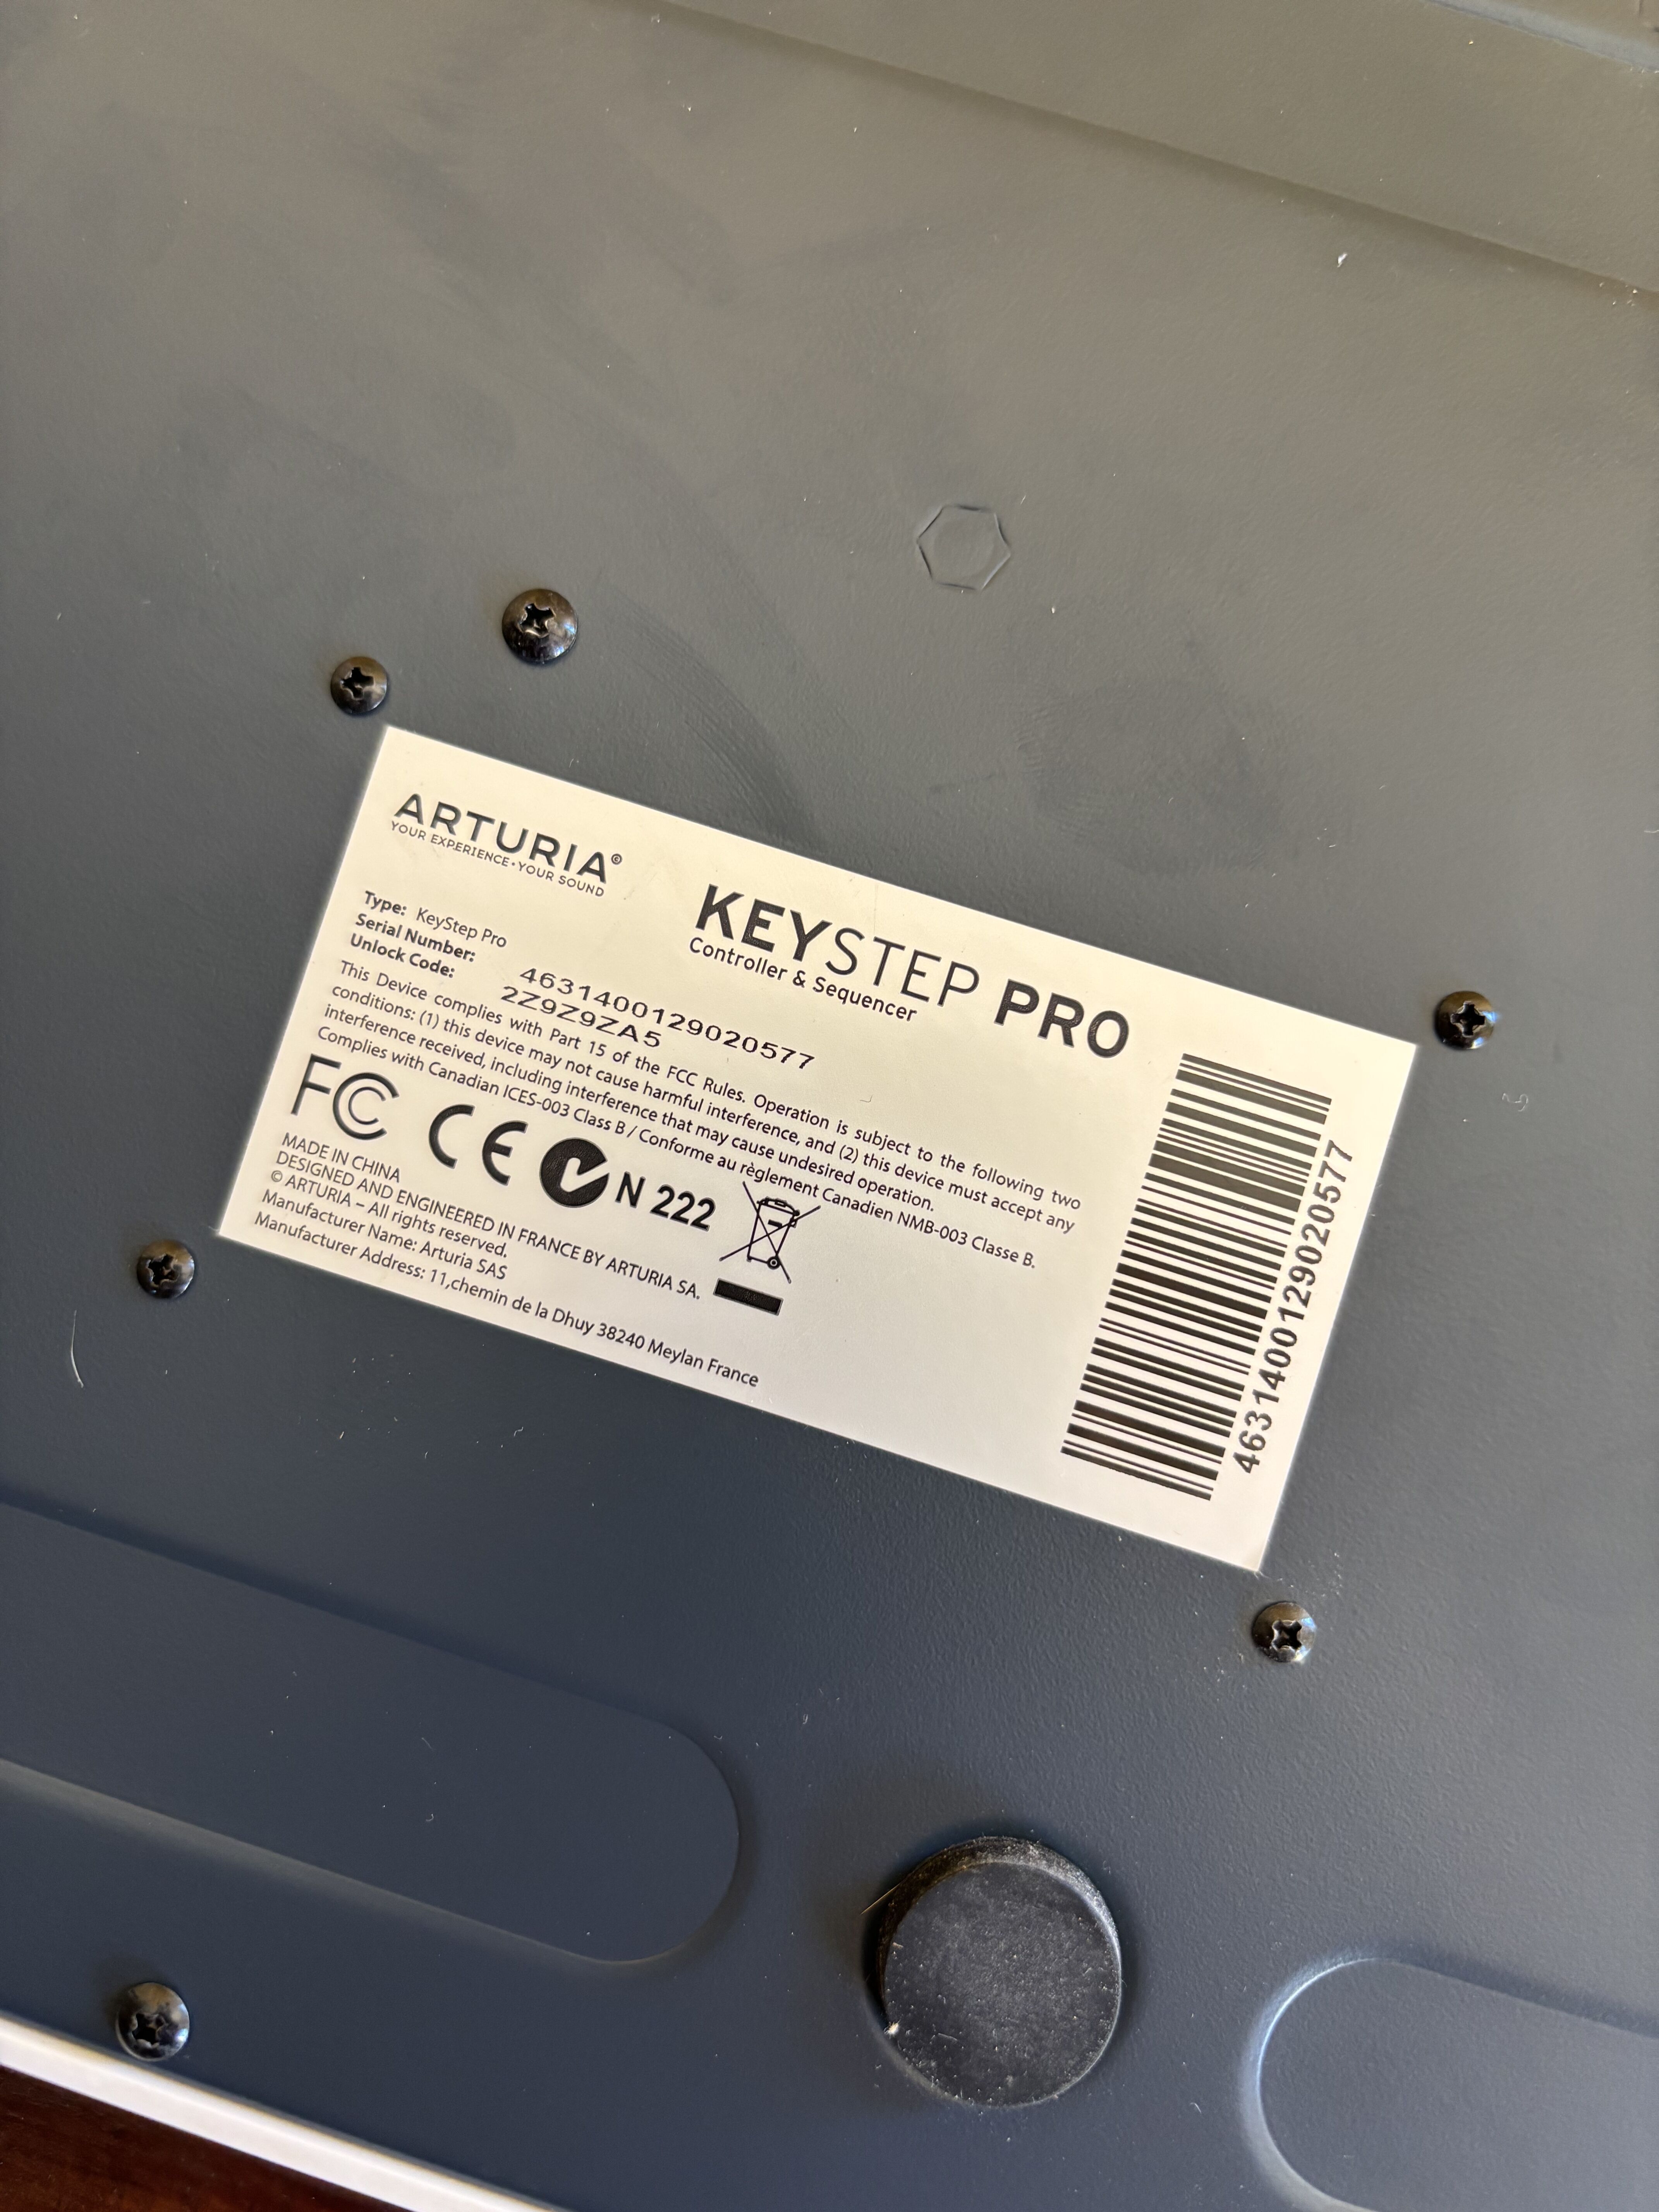 ARTURIA®
YOUR EXPERIENCE • YOUR SOUND
KEYSTEP PRO
Controller & Sequencer
Type: KeyStep Pro
Serial Number: 4631400129020577
Unlock Code: 2Z9Z9ZA5
This Device complies with Part 15 of the FCC Rules. Operation is subject to the following two
conditions: (1) this device may not cause harmful interference, and (2) this device must accept any
interference received, including interference that may cause undesired operation.
Complies with Canadian ICES-003 Class B / Conforme au règlement Canadien NMB-003 Classe B.
FC CE N 222
MADE IN CHINA
DESIGNED AND ENGINEERED IN FRANCE BY ARTURIA SA.
© ARTURIA – All rights reserved.
Manufacturer Name: Arturia SAS
Manufacturer Address: 11,chemin de la Dhuy 38240 Meylan France
4631400129020577